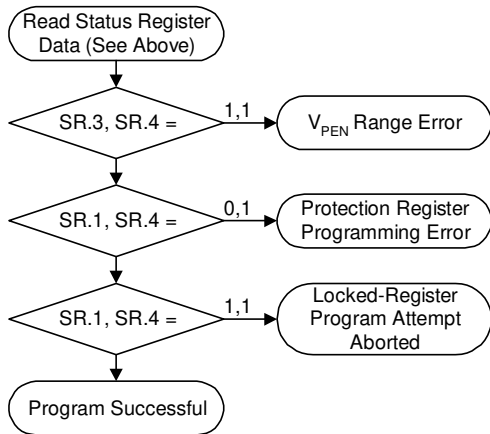 Read Status Register
Data (See Above)
SR.3, SR.4 =
1,1
VPEN Range Error
SR.1, SR.4 =
0,1
Protection Register
Programming Error
SR.1, SR.4 =
1,1
Locked-Register
Program Attempt
Aborted
Program Successful